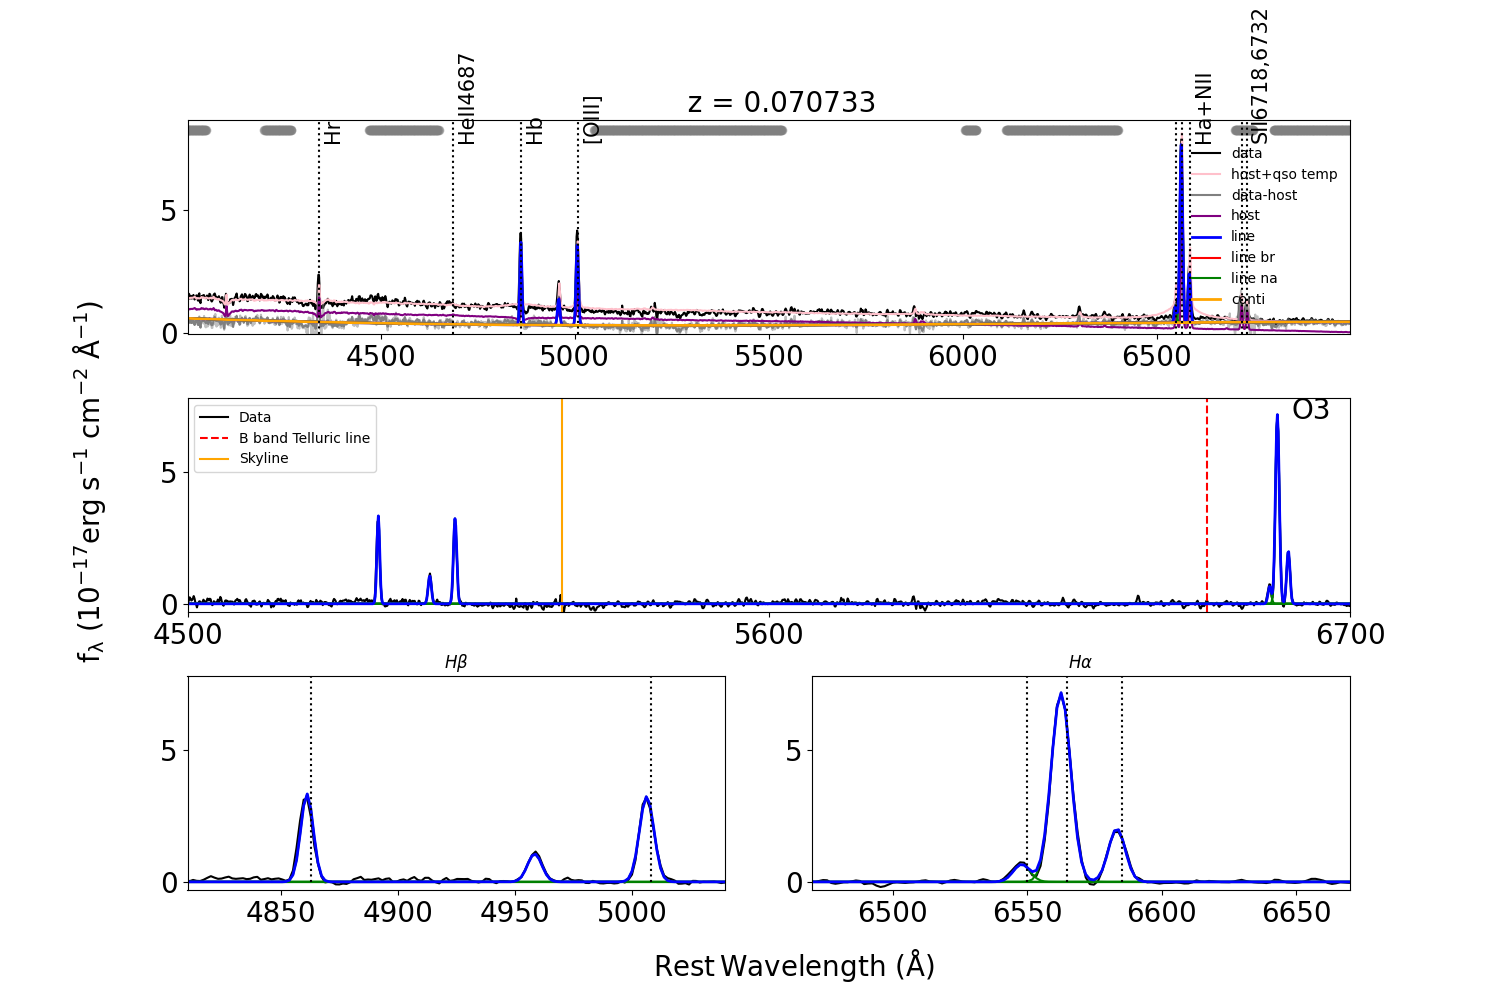 z = 0.070733
Hr
HeII4687
Hb
[OIII]
Ha+NII
SII6718,6732
data
host+qso temp
data-host
host
line
line br
line na
conti
5
0
4500
5000
5500
6000
6500
fλ (10⁻¹⁷erg s⁻¹ cm⁻² Å⁻¹)
Data
B band Telluric line
Skyline
O3
5
0
4500
5600
6700
Hβ
5
0
4850
4900
4950
5000
Hα
5
0
6500
6550
6600
6650
Rest Wavelength (Å)